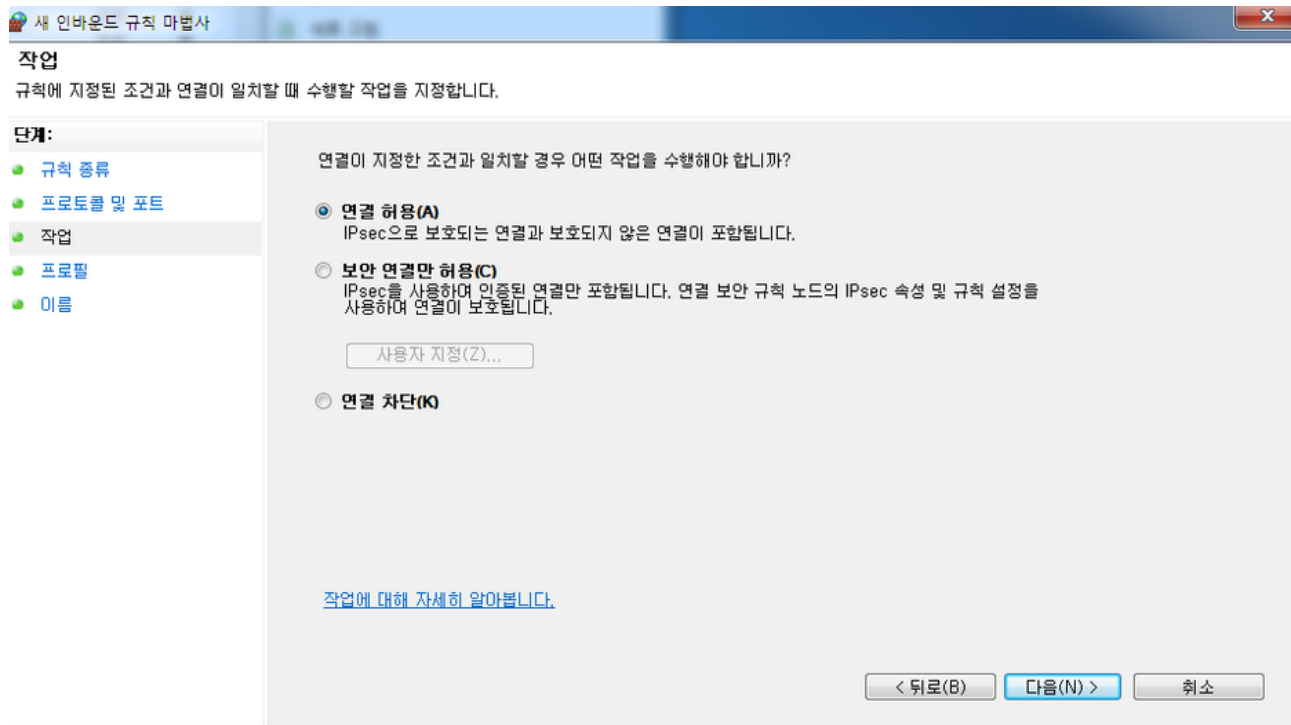 새 인바운드 규칙 마법사
작업
규칙에 지정된 조건과 연결이 일치할 때 수행할 작업을 지정합니다.
단계:
규칙 종류
프로토콜 및 포트
작업
프로필
이름
연결이 지정한 조건과 일치할 경우 어떤 작업을 수행해야 합니까?
연결 허용(A)
IPsec으로 보호되는 연결과 보호되지 않은 연결이 포함됩니다.
보안 연결만 허용(C)
IPsec을 사용하여 인증된 연결만 포함됩니다. 연결 보안 규칙 노드의 IPsec 속성 및 규칙 설정을
사용하여 연결이 보호됩니다.
사용자 지정(Z)...
연결 차단(K)
작업에 대해 자세히 알아봅니다.
< 뒤로(B)
다음(N) >
취소